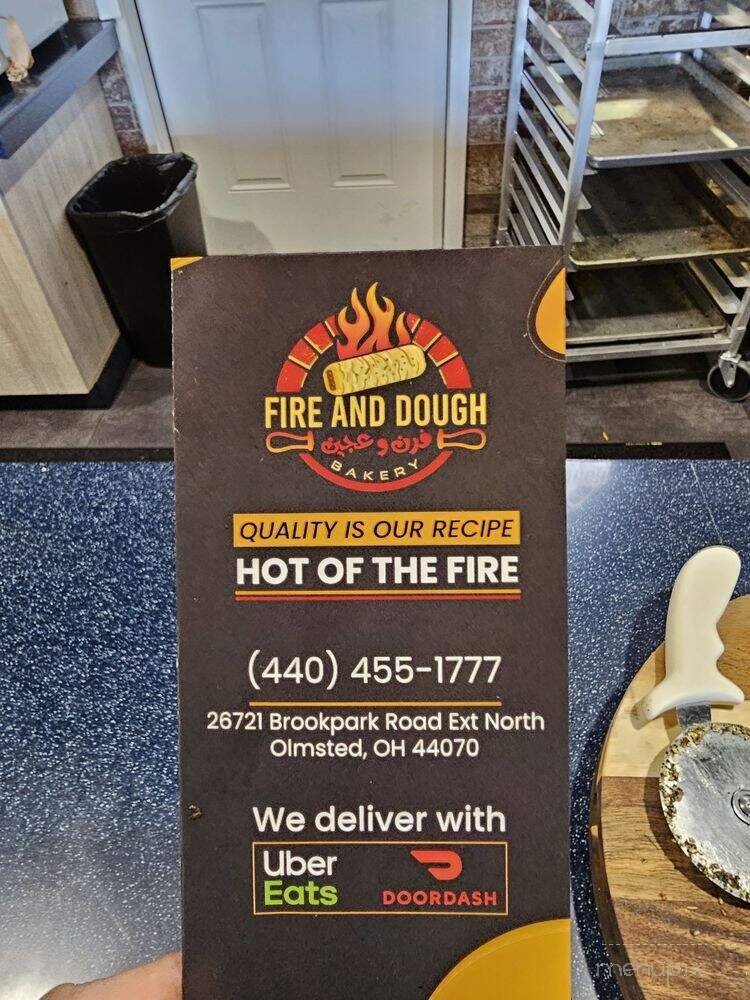 FIRE AND DOUGH
فرن و عجين
BAKERY
QUALITY IS OUR RECIPE
HOT OF THE FIRE
(440) 455-1777
26721 Brookpark Road Ext North
Olmsted, OH 44070
We deliver with
Uber
Eats
DOORDASH
menupix